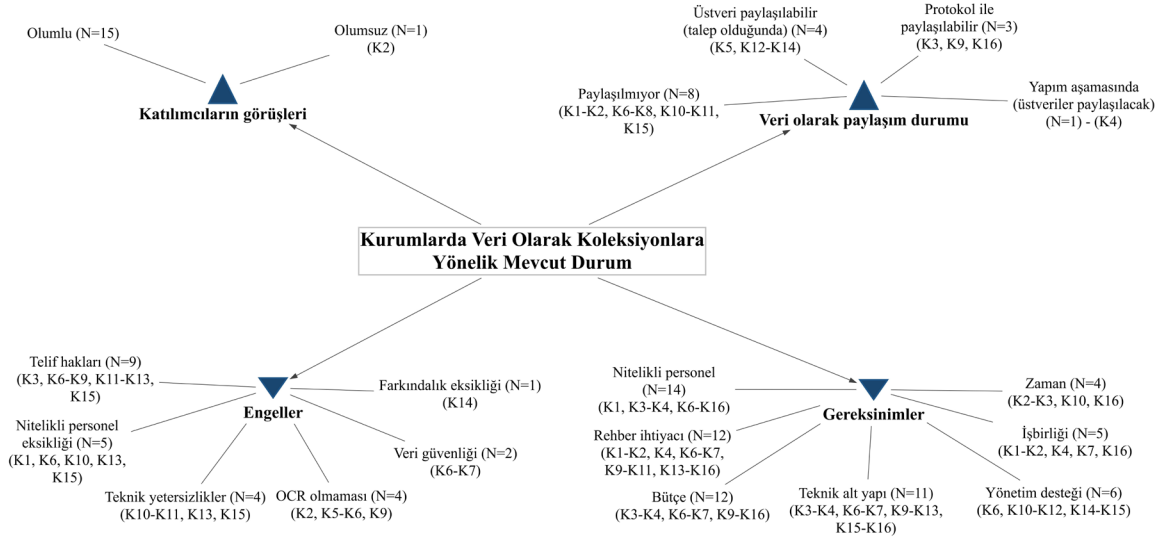 Olumlu (N=15)
Olumsuz (N=1)
(K2)
Katılımcıların görüşleri
Üstveri paylaşılabilir
(talep olduğunda) (N=4)
(K5, K12-K14)
Protokol ile
paylaşılabilir (N=3)
(K3, K9, K16)
Paylaşılmıyor (N=8)
(K1-K2, K6-K8, K10-K11,
K15)
Yapım aşamasında
(üstveriler paylaşılacak)
(N=1) - (K4)
Veri olarak paylaşım durumu
Kurumlarda Veri Olarak Koleksiyonlara
Yönelik Mevcut Durum
Telif hakları (N=9)
(K3, K6-K9, K11-K13,
K15)
Farkındalık eksikliği (N=1)
(K14)
Engeller
Nitelikli personel
eksikliği (N=5)
(K1, K6, K10, K13,
K15)
Veri güvenliği (N=2)
(K6-K7)
Teknik yetersizlikler (N=4)
(K10-K11, K13, K15)
OCR olmaması (N=4)
(K2, K5-K6, K9)
Nitelikli personel
(N=14)
(K1, K3-K4, K6-K16)
Zaman (N=4)
(K2-K3, K10, K16)
Gereksinimler
Rehber ihtiyacı (N=12)
(K1-K2, K4, K6-K7,
K9-K11, K13-K16)
İşbirliği (N=5)
(K1-K2, K4, K7, K16)
Bütçe (N=12)
(K3-K4, K6-K7, K9-K16)
Teknik alt yapı (N=11)
(K3-K4, K6-K7, K9-K13,
K15-K16)
Yönetim desteği (N=6)
(K6, K10-K12, K14-K15)